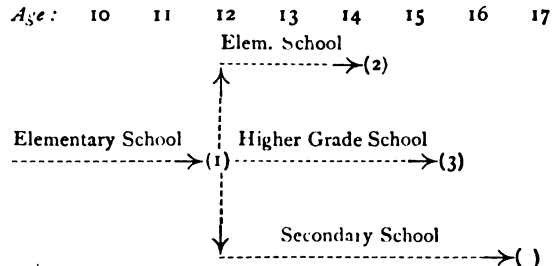 Age: 10 11 12 13 14 15 16 17
Elem. School
(2)
Elementary School (1) Higher Grade School (3)
Secondary School
( )